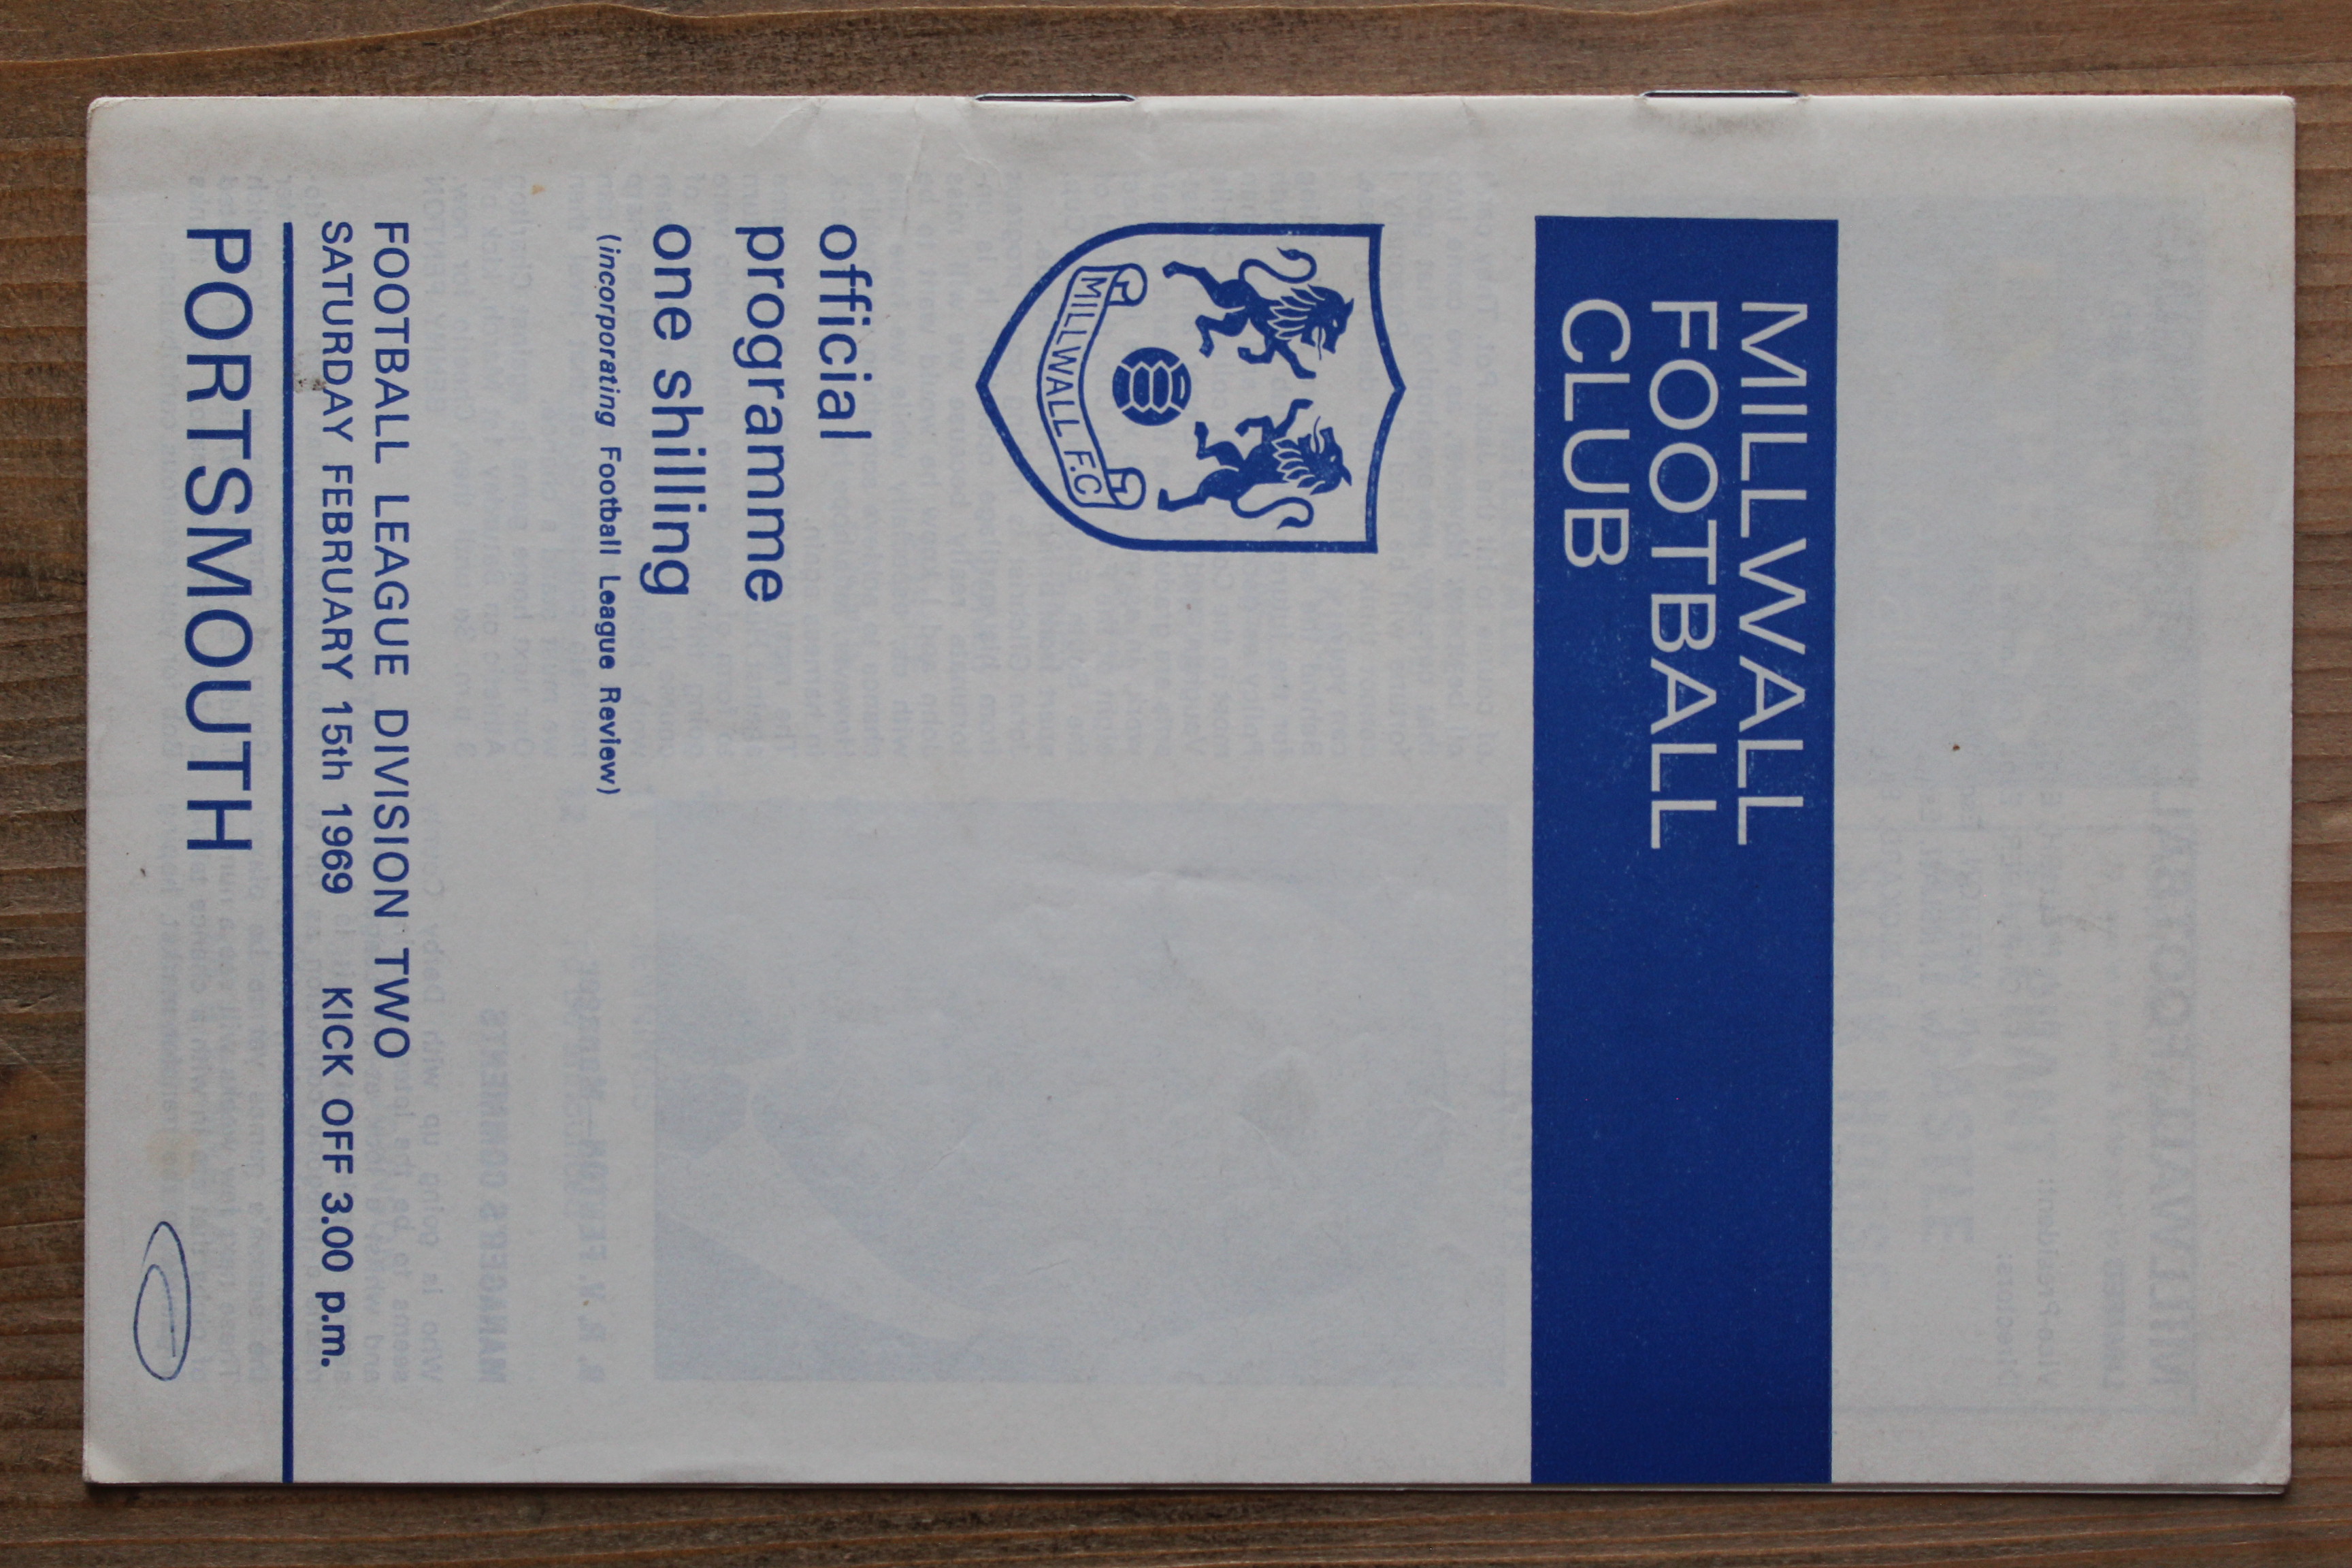 MILLWALL
FOOTBALL
CLUB
MILLWALL F.C
official
programme
one shilling
(incorporating Football League Review)
FOOTBALL LEAGUE DIVISION TWO
SATURDAY FEBRUARY 15th 1969 KICK OFF 3.00 p.m.
PORTSMOUTH